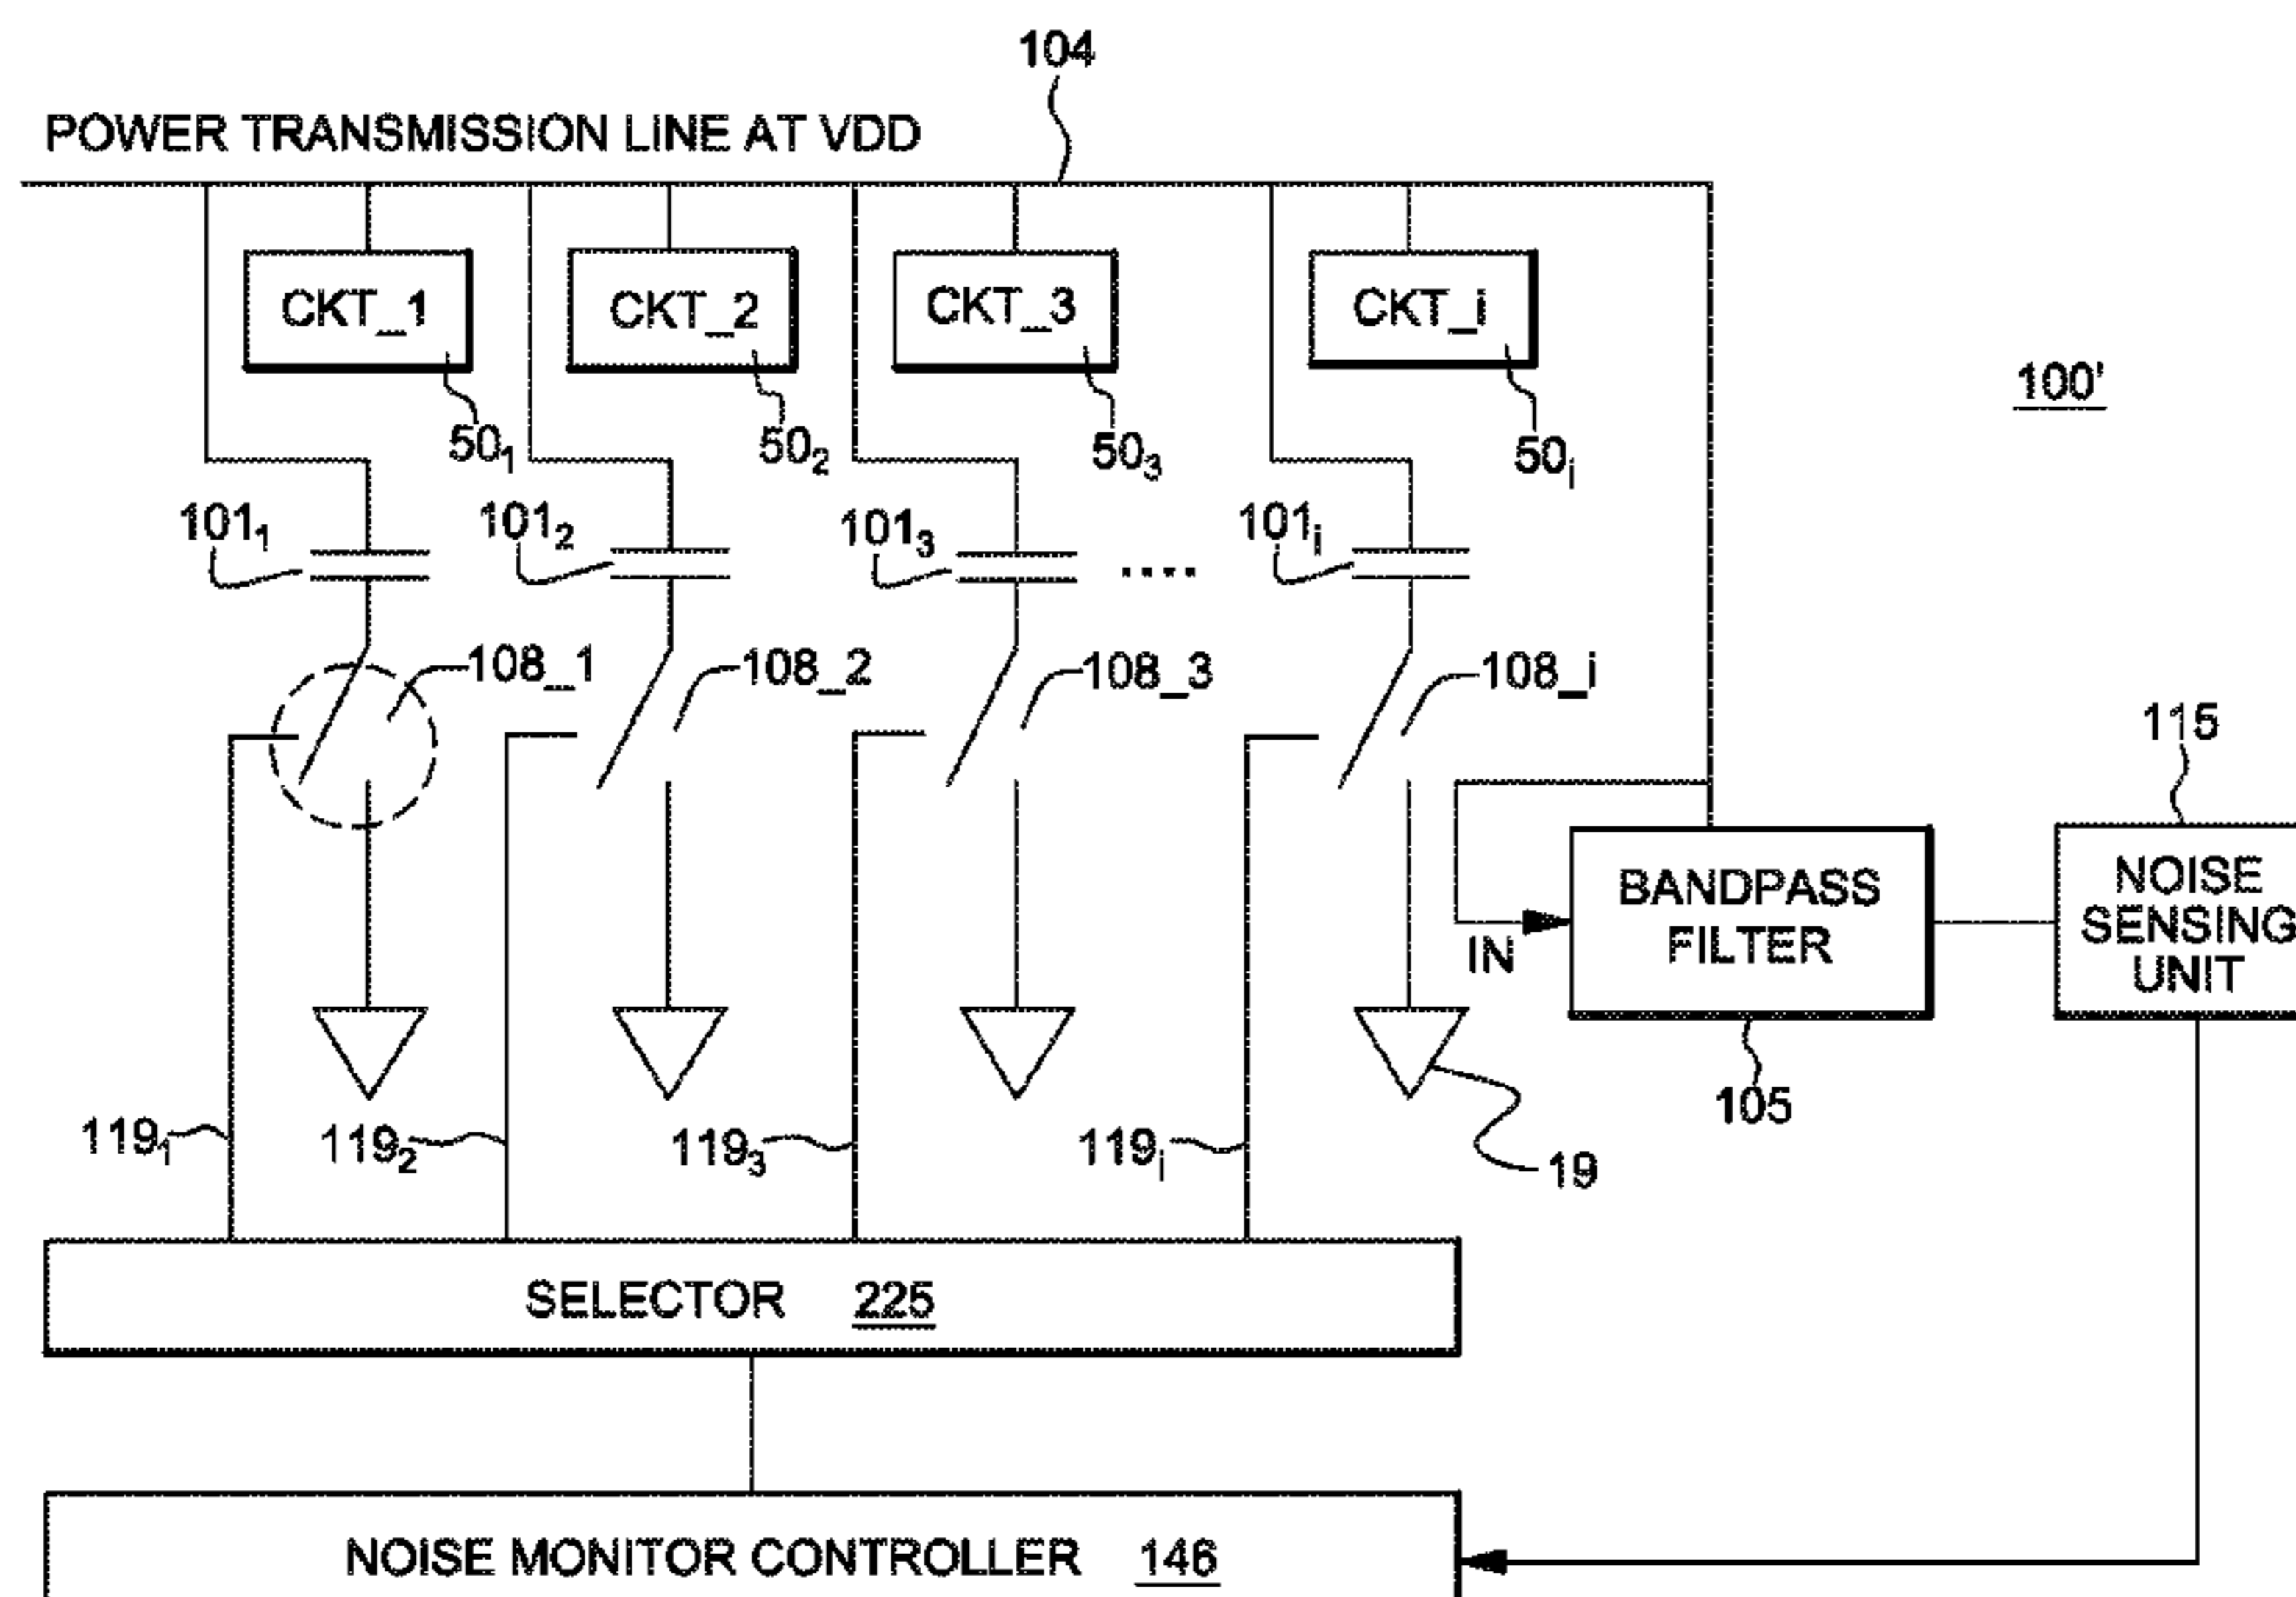 104
POWER TRANSMISSION LINE AT VDD
CKT_1
CKT_2
CKT_3
CKT_i
100'
50₁
50₂
50₃
50ᵢ
101₁
101₂
101₃
....
101ᵢ
108_1
108_2
108_3
108_i
115
BANDPASS
FILTER
NOISE
SENSING
UNIT
IN
105
119₁
119₂
119₃
119ᵢ
19
SELECTOR 225
NOISE MONITOR CONTROLLER 146